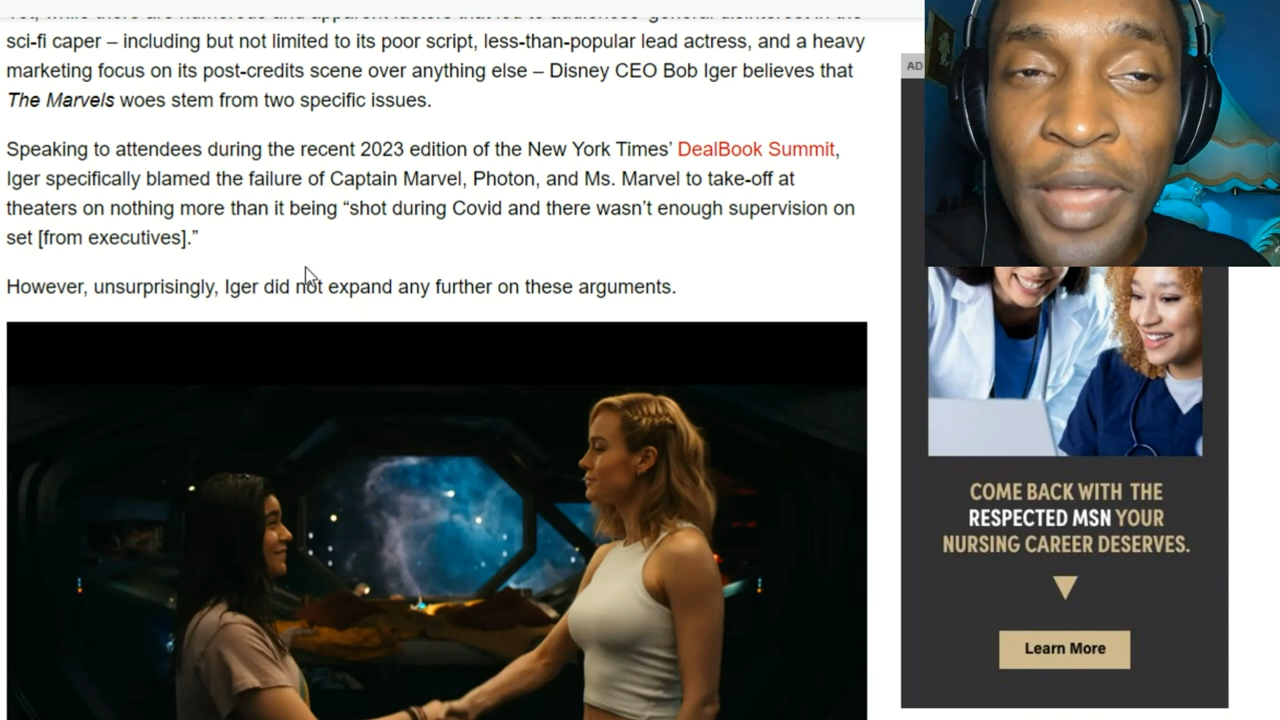 Yet, while there are numerous and apparent factors that led to audiences' general disinterest in the
sci-fi caper – including but not limited to its poor script, less-than-popular lead actress, and a heavy
marketing focus on its post-credits scene over anything else – Disney CEO Bob Iger believes that
The Marvels woes stem from two specific issues.
Speaking to attendees during the recent 2023 edition of the New York Times’ DealBook Summit,
Iger specifically blamed the failure of Captain Marvel, Photon, and Ms. Marvel to take-off at
theaters on nothing more than it being “shot during Covid and there wasn’t enough supervision on
set [from executives].”
However, unsurprisingly, Iger did not expand any further on these arguments.
AD
COME BACK WITH THE
RESPECTED MSN YOUR
NURSING CAREER DESERVES.
Learn More